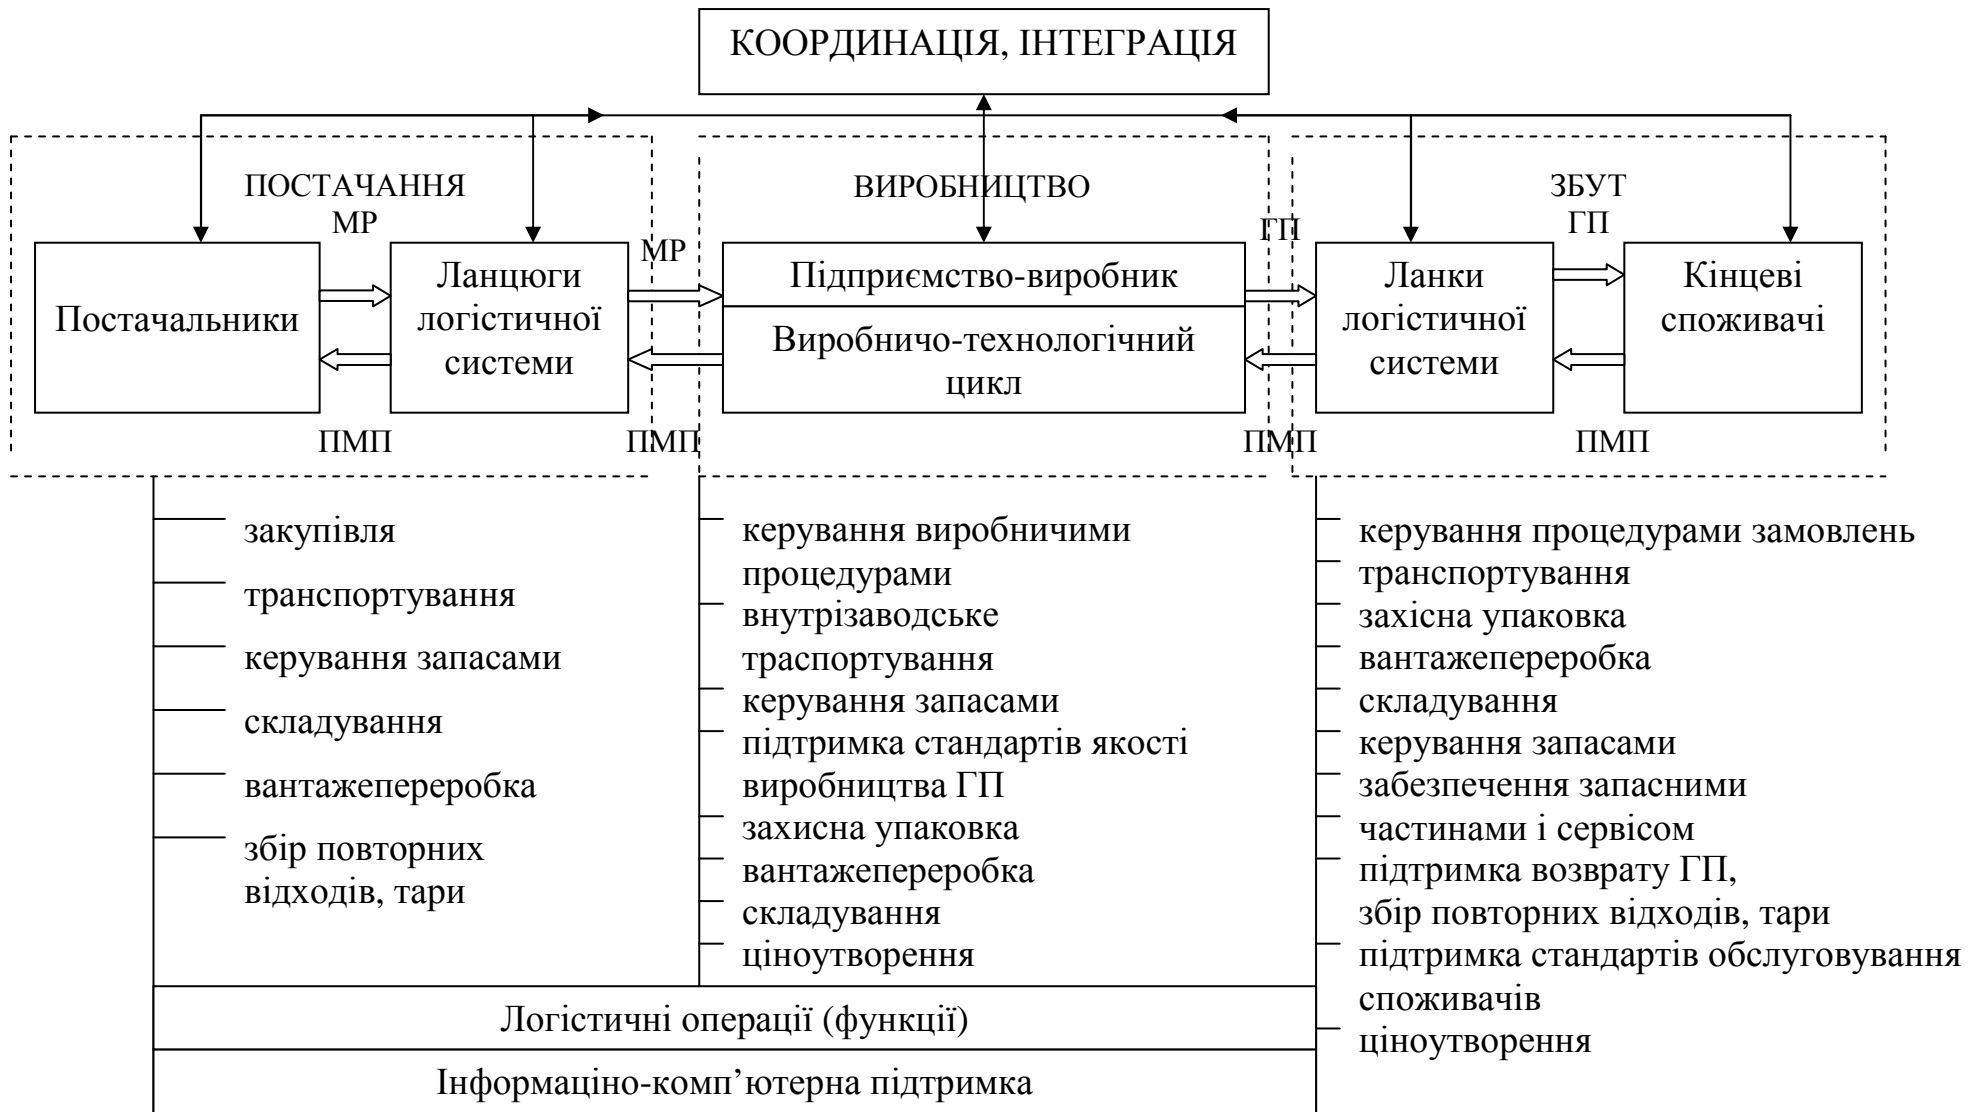 КООРДИНАЦІЯ, ІНТЕГРАЦІЯ
ПОСТАЧАННЯ
МР
ВИРОБНИЦТВО
ЗБУТ
ГП
МР
ГП
Постачальники
Ланцюги
логістичної
системи
Підприємство-виробник
Виробничо-технологічний
цикл
Ланки
логістичної
системи
Кінцеві
споживачі
ПМП
ПМП
ПМП
ПМП
закупівля
транспортування
керування запасами
складування
вантажепереробка
збір повторних
відходів, тари
керування виробничими
процедурами
внутрізаводське
траспортування
керування запасами
підтримка стандартів якості
виробництва ГП
захисна упаковка
вантажепереробка
складування
ціноутворення
керування процедурами замовлень
транспортування
захісна упаковка
вантажепереробка
складування
керування запасами
забезпечення запасними
частинами і сервісом
підтримка возврату ГП,
збір повторних відходів, тари
підтримка стандартів обслуговування
споживачів
ціноутворення
Логістичні операції (функції)
Інформаціно-комп’ютерна підтримка